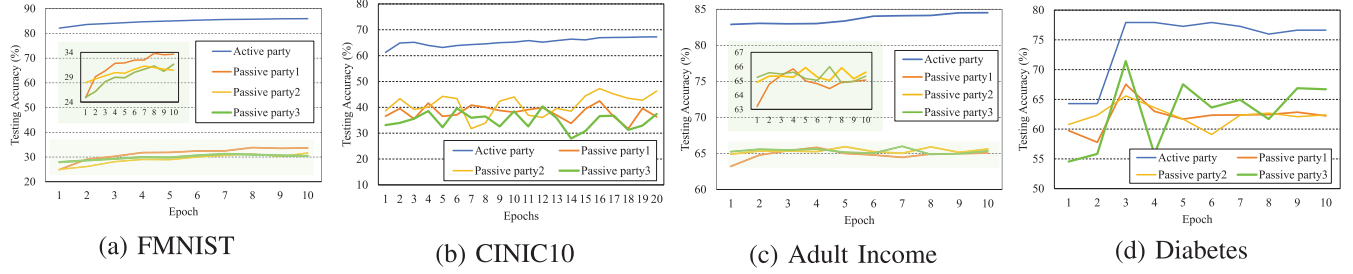 Testing Accuracy (%)
90
80
70
60
50
40
30
20
34
29
24
1 2 3 4 5 6 7 8 9 10
Active party
Passive party1
Passive party2
Passive party3
1 2 3 4 5 6 7 8 9 10
Epoch
(a) FMNIST
Testing Accuracy (%)
100
90
80
70
60
50
40
30
20
10
Active party Passive party1
Passive party2 Passive party3
1 2 3 4 5 6 7 8 9 10 11 12 13 14 15 16 17 18 19 20
Epochs
(b) CINIC10
Testing Accuracy (%)
85
80
75
70
65
60
67
66
65
64
63
1 2 3 4 5 6 7 8 9 10
Active party
Passive party1
Passive party2
Passive party3
1 2 3 4 5 6 7 8 9 10
Epoch
(c) Adult Income
Testing Accuracy (%)
80
75
70
65
60
55
50
Active party Passive party1
Passive party2 Passive party3
1 2 3 4 5 6 7 8 9 10
Epoch
(d) Diabetes